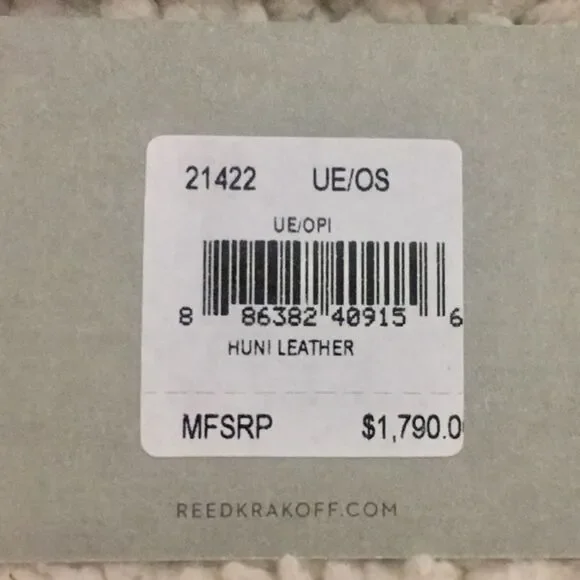 21422 UE/OS
UE/OPI
8 86382 40915 6
HUNI LEATHER
MFSRP $1,790.0
REEDKRAKOFF.COM